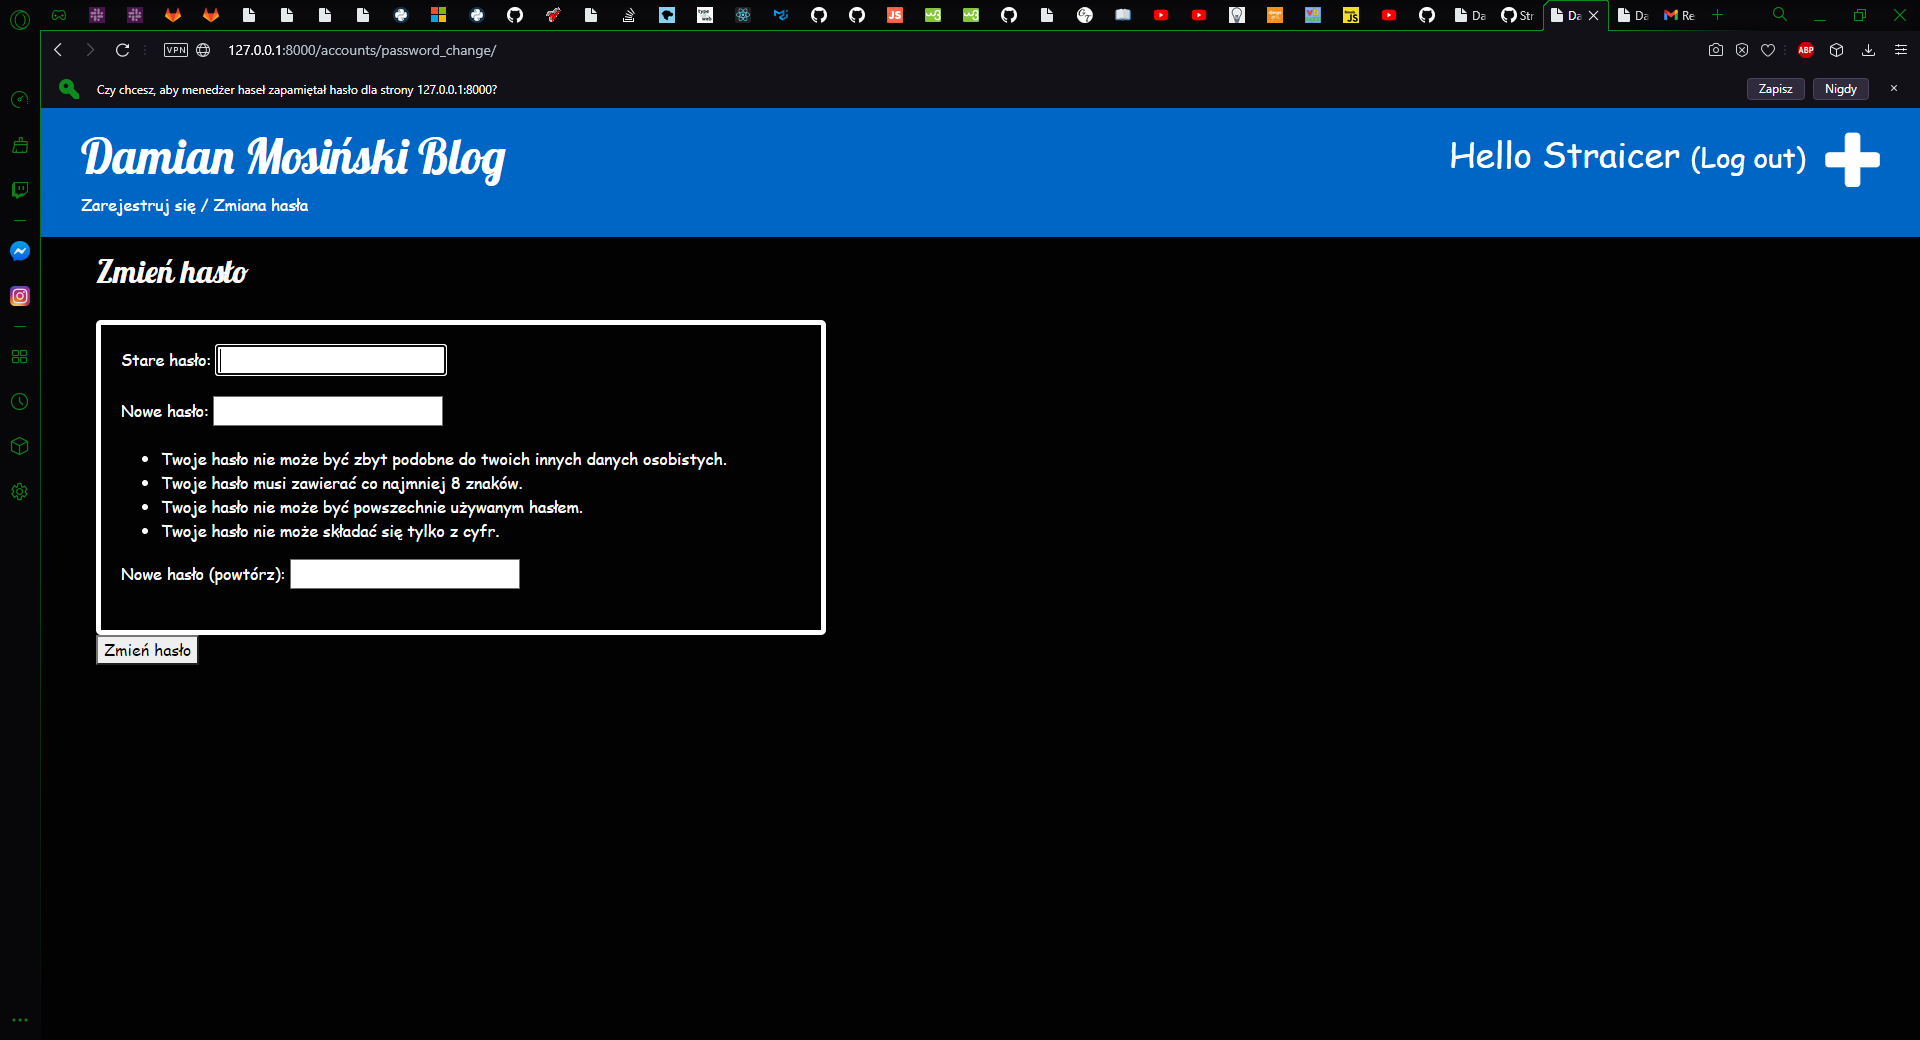 Da
Str
Da
Da
Re
VPN
127.0.0.1:8000/accounts/password_change/
ABP
Czy chcesz, aby menedżer haseł zapamiętał hasło dla strony 127.0.0.1:8000?
Zapisz
Nigdy
Damian Mosiński Blog
Hello Straicer (Log out)
Zarejestruj się / Zmiana hasła
Zmień hasło
Stare hasło:
Nowe hasło:
Twoje hasło nie może być zbyt podobne do twoich innych danych osobistych.
Twoje hasło musi zawierać co najmniej 8 znaków.
Twoje hasło nie może być powszechnie używanym hasłem.
Twoje hasło nie może składać się tylko z cyfr.
Nowe hasło (powtórz):
Zmień hasło